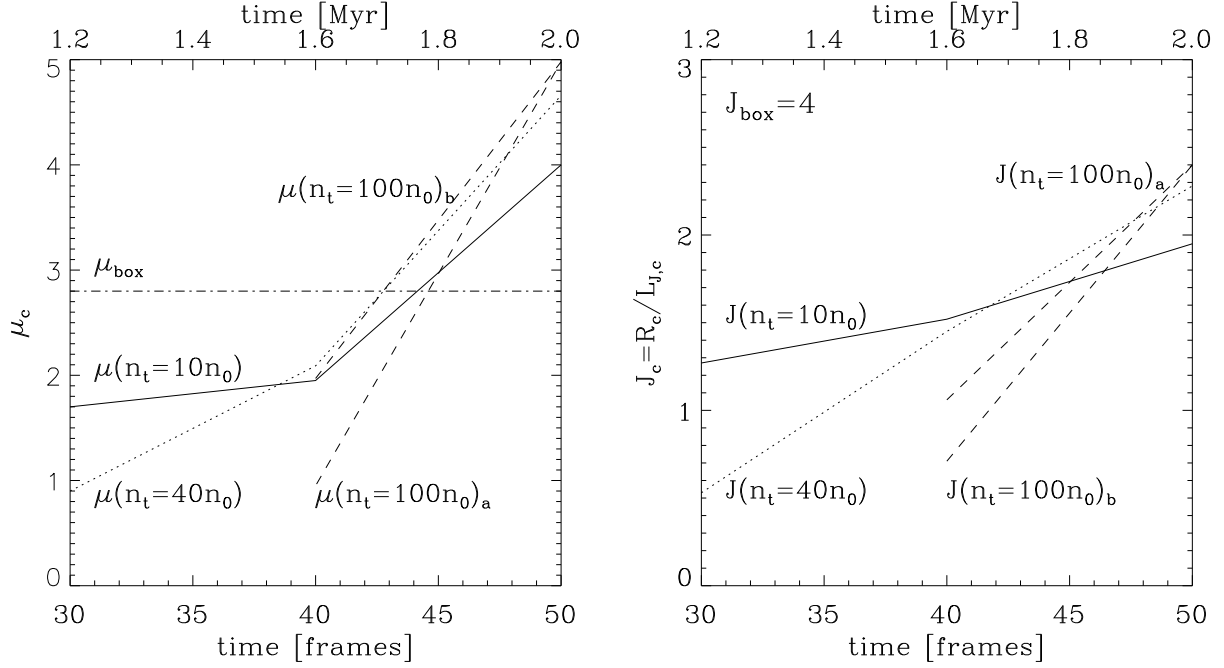 time [Myr]
1.2 1.4 1.6 1.8 2.0
5
4
3
2
1
0
μc
μ(nt=100n0)b
μbox
μ(nt=10n0)
μ(nt=40n0)
μ(nt=100n0)a
30 35 40 45 50
time [frames]
time [Myr]
1.2 1.4 1.6 1.8 2.0
3
2
1
0
Jc=Rc/LJ,c
Jbox=4
J(nt=100n0)a
J(nt=10n0)
J(nt=40n0)
J(nt=100n0)b
30 35 40 45 50
time [frames]